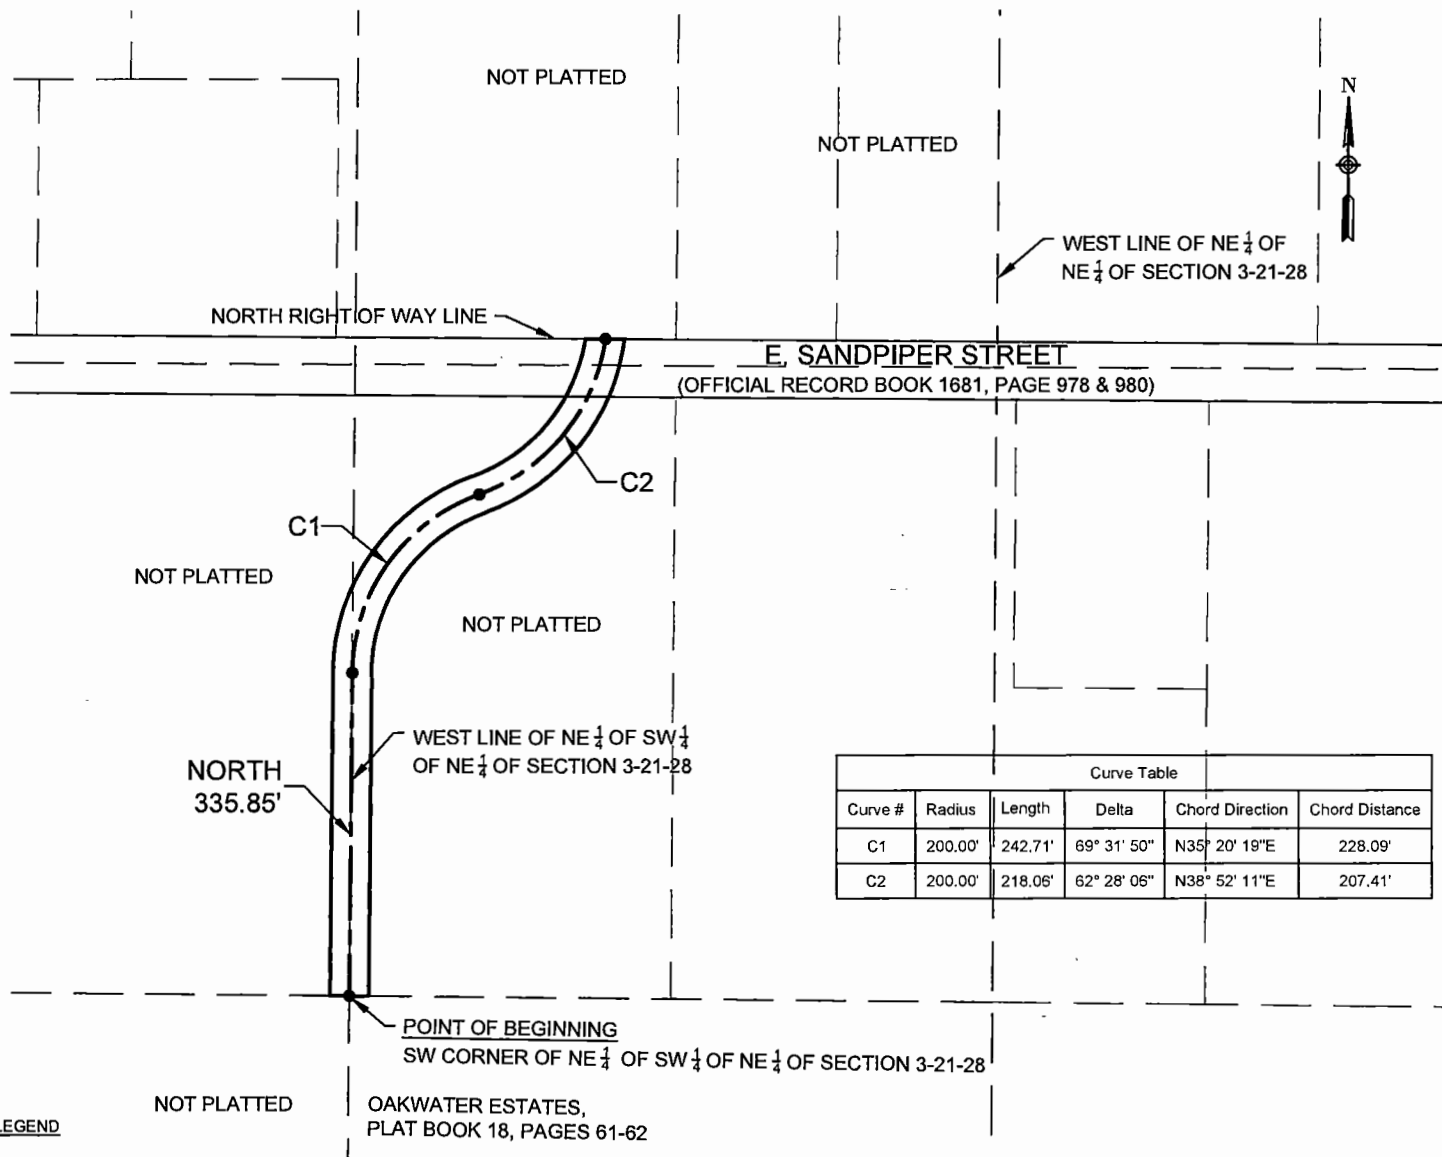 NOT PLATTED
NOT PLATTED
N
WEST LINE OF NE 1/4 OF
NE 1/4 OF SECTION 3-21-28
NORTH RIGHT OF WAY LINE
E. SANDPIPER STREET
(OFFICIAL RECORD BOOK 1681, PAGE 978 & 980)
C2
C1
NOT PLATTED
NOT PLATTED
WEST LINE OF NE 1/4 OF SW 1/4
OF NE 1/4 OF SECTION 3-21-28
NORTH
335.85'
Curve Table
Curve # Radius Length Delta Chord Direction Chord Distance
C1 200.00' 242.71' 69° 31' 50" N35° 20' 19"E 228.09'
C2 200.00' 218.06' 62° 28' 06" N38° 52' 11"E 207.41'
POINT OF BEGINNING
SW CORNER OF NE 1/4 OF SW 1/4 OF NE 1/4 OF SECTION 3-21-28
NOT PLATTED
OAKWATER ESTATES,
PLAT BOOK 18, PAGES 61-62
LEGEND